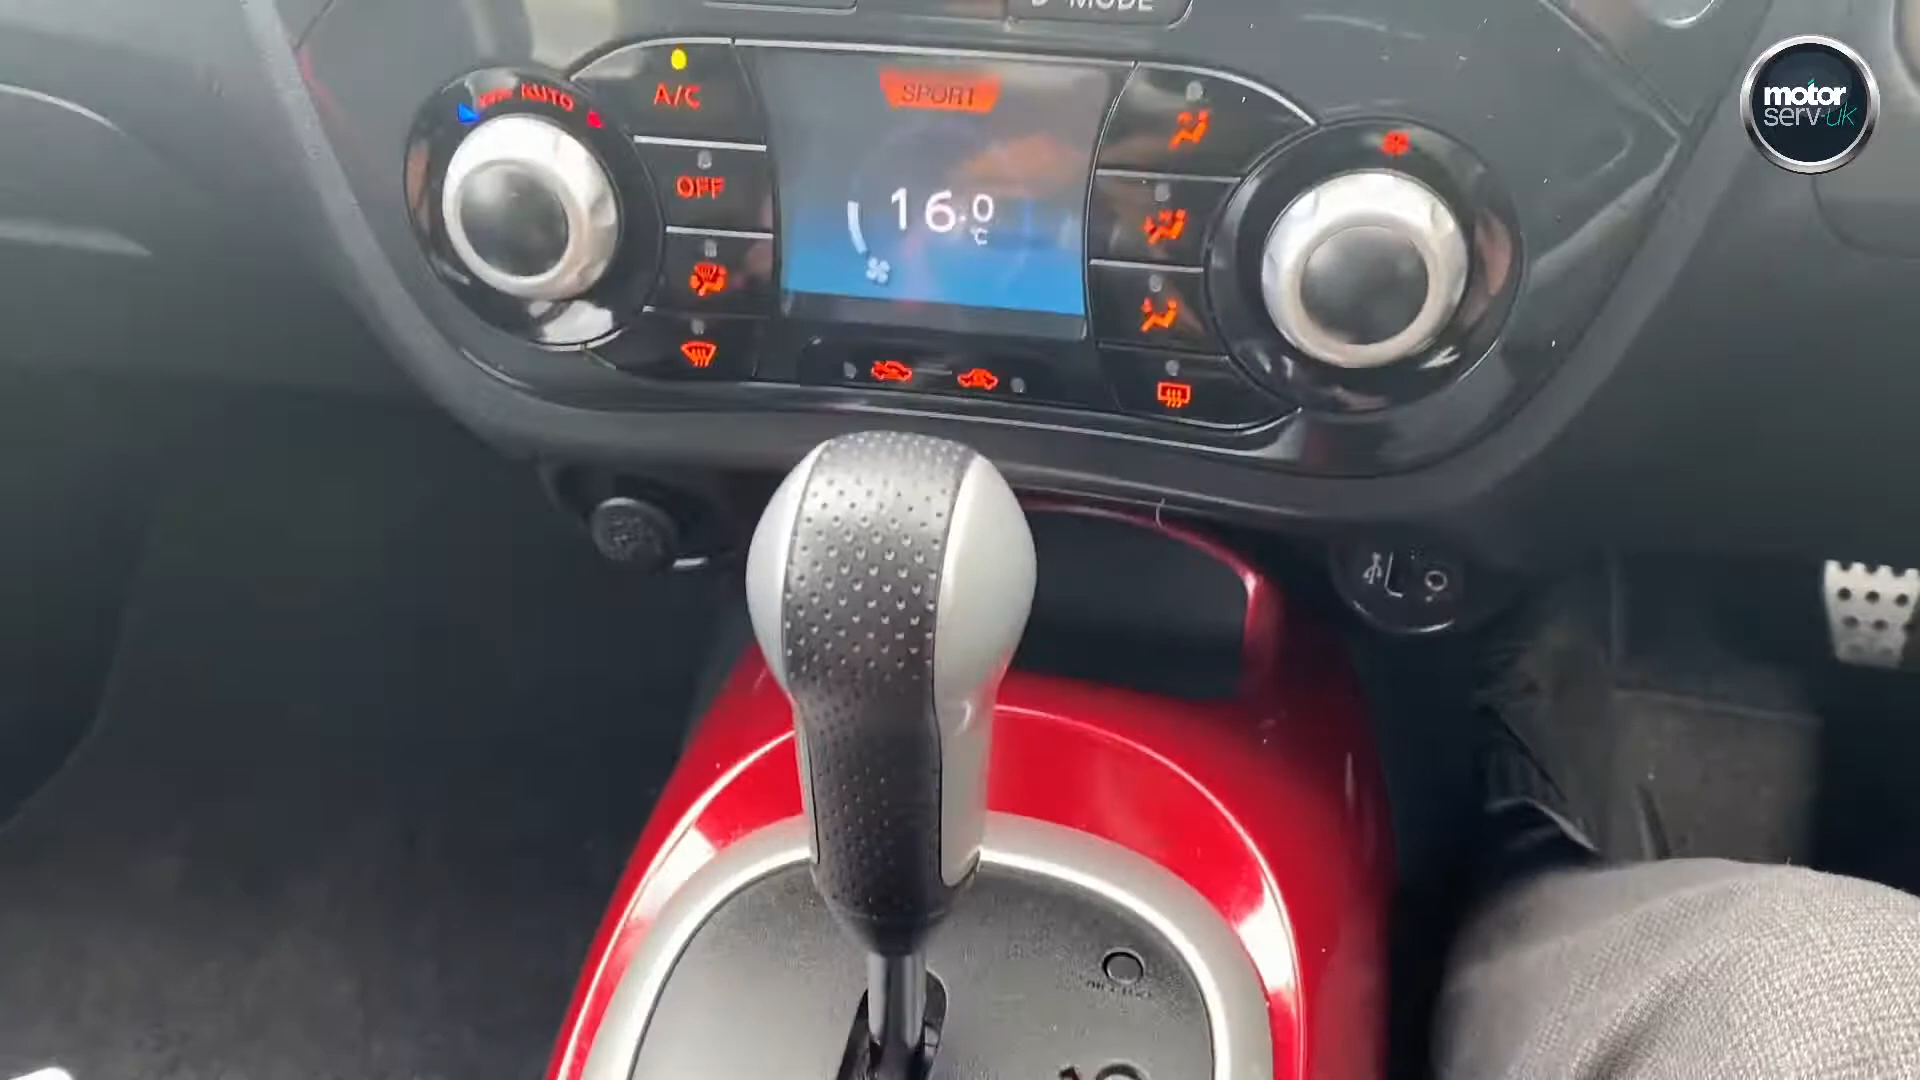 D-MODE
AUTO
A/C
SPORT
OFF
16.0
°C
motor
serv-uk